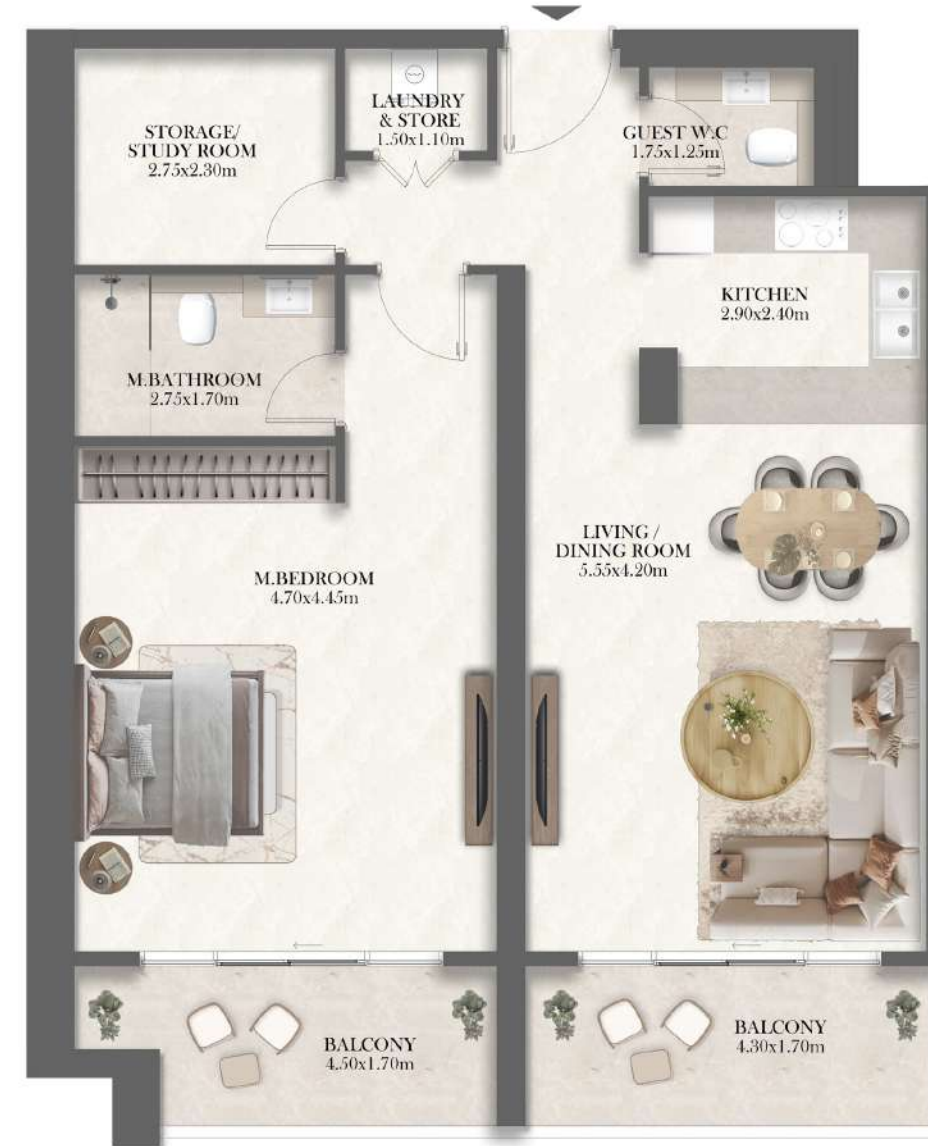 LAUNDRY
& STORE
1.50x1.10m
STORAGE/
STUDY ROOM
2.75x2.30m
GUEST W.C
1.75x1.25m
KITCHEN
2.90x2.40m
M.BATHROOM
2.75x1.70m
LIVING /
DINING ROOM
5.55x4.20m
M.BEDROOM
4.70x4.45m
BALCONY
4.50x1.70m
BALCONY
4.30x1.70m